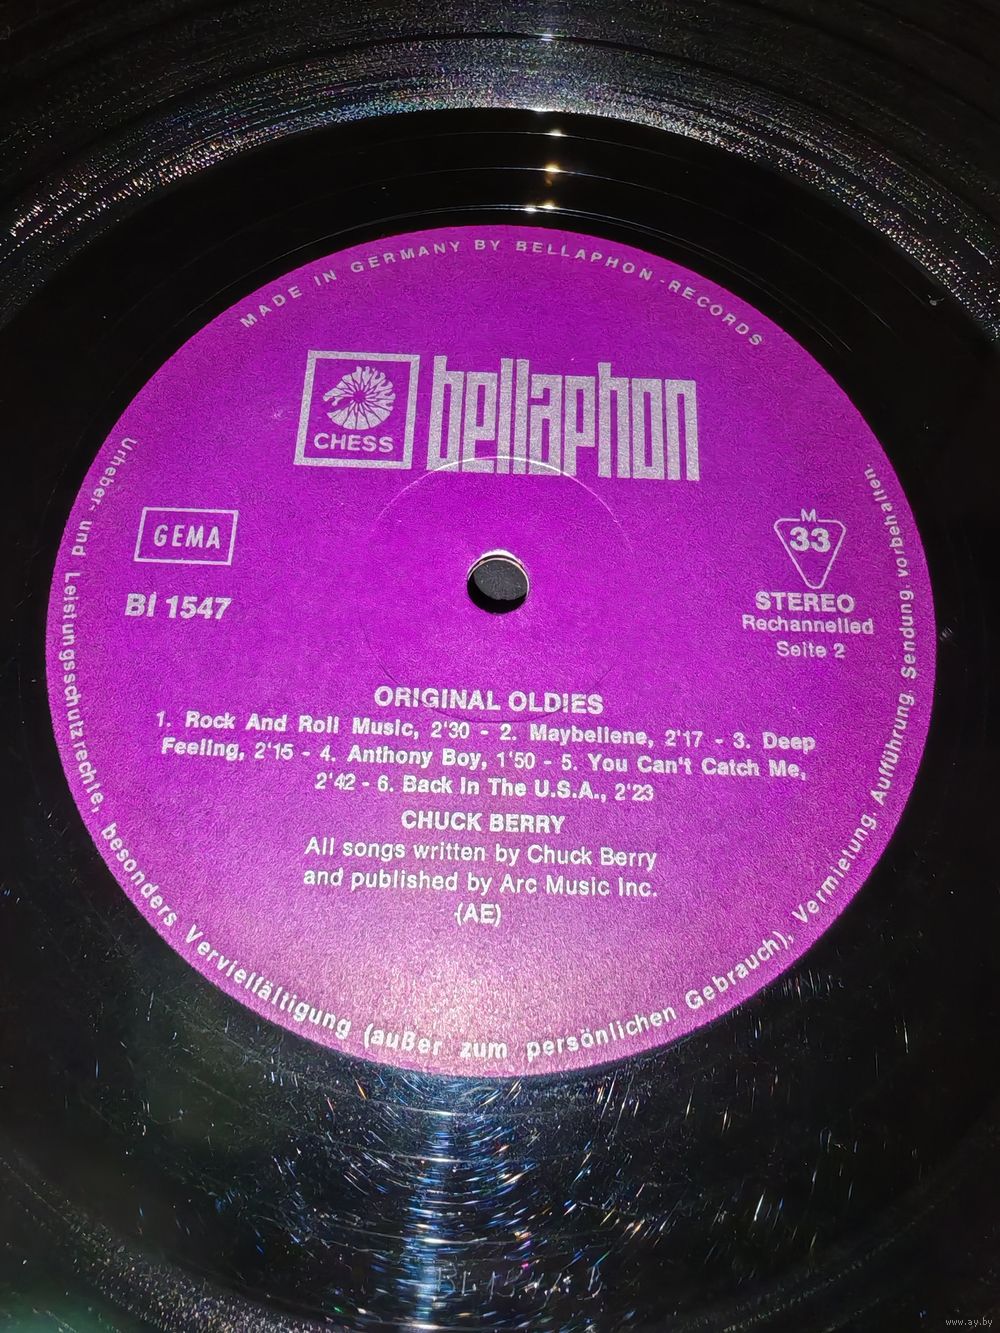 MADE IN GERMANY BY BELLAPHON-RECORDS
CHESS
bellaphon
GEMA
BI 1547
M
33
STEREO
Rechannelled
Seite 2
ORIGINAL OLDIES
1. Rock And Roll Music, 2'30 - 2. Maybellene, 2'17 - 3. Deep
Feeling, 2'15 - 4. Anthony Boy, 1'50 - 5. You Can't Catch Me,
2'42 - 6. Back In The U.S.A., 2'23
CHUCK BERRY
All songs written by Chuck Berry
and published by Arc Music Inc.
(AE)
Urheber- und Leistungsschutzrechte, besonders Vervielfältigung (außer zum persönlichen Gebrauch), Vermietung. Aufführung. Sendung. vorbehalten.
www.ay.by